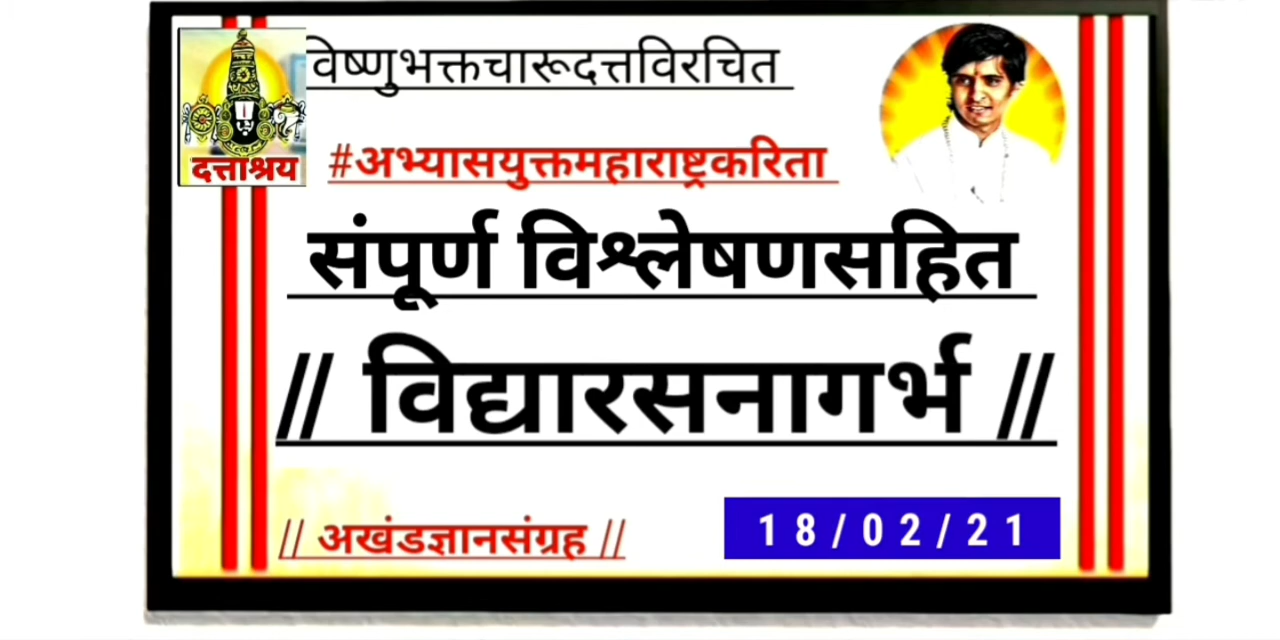 विष्णुभक्तचारूदत्तविरचित
दत्ताश्रय
#अभ्यासयुक्तमहाराष्ट्रकरिता
संपूर्ण विश्लेषणसहित
// विद्यारसनागर्भ //
// अखंडज्ञानसंग्रह //
18/02/21